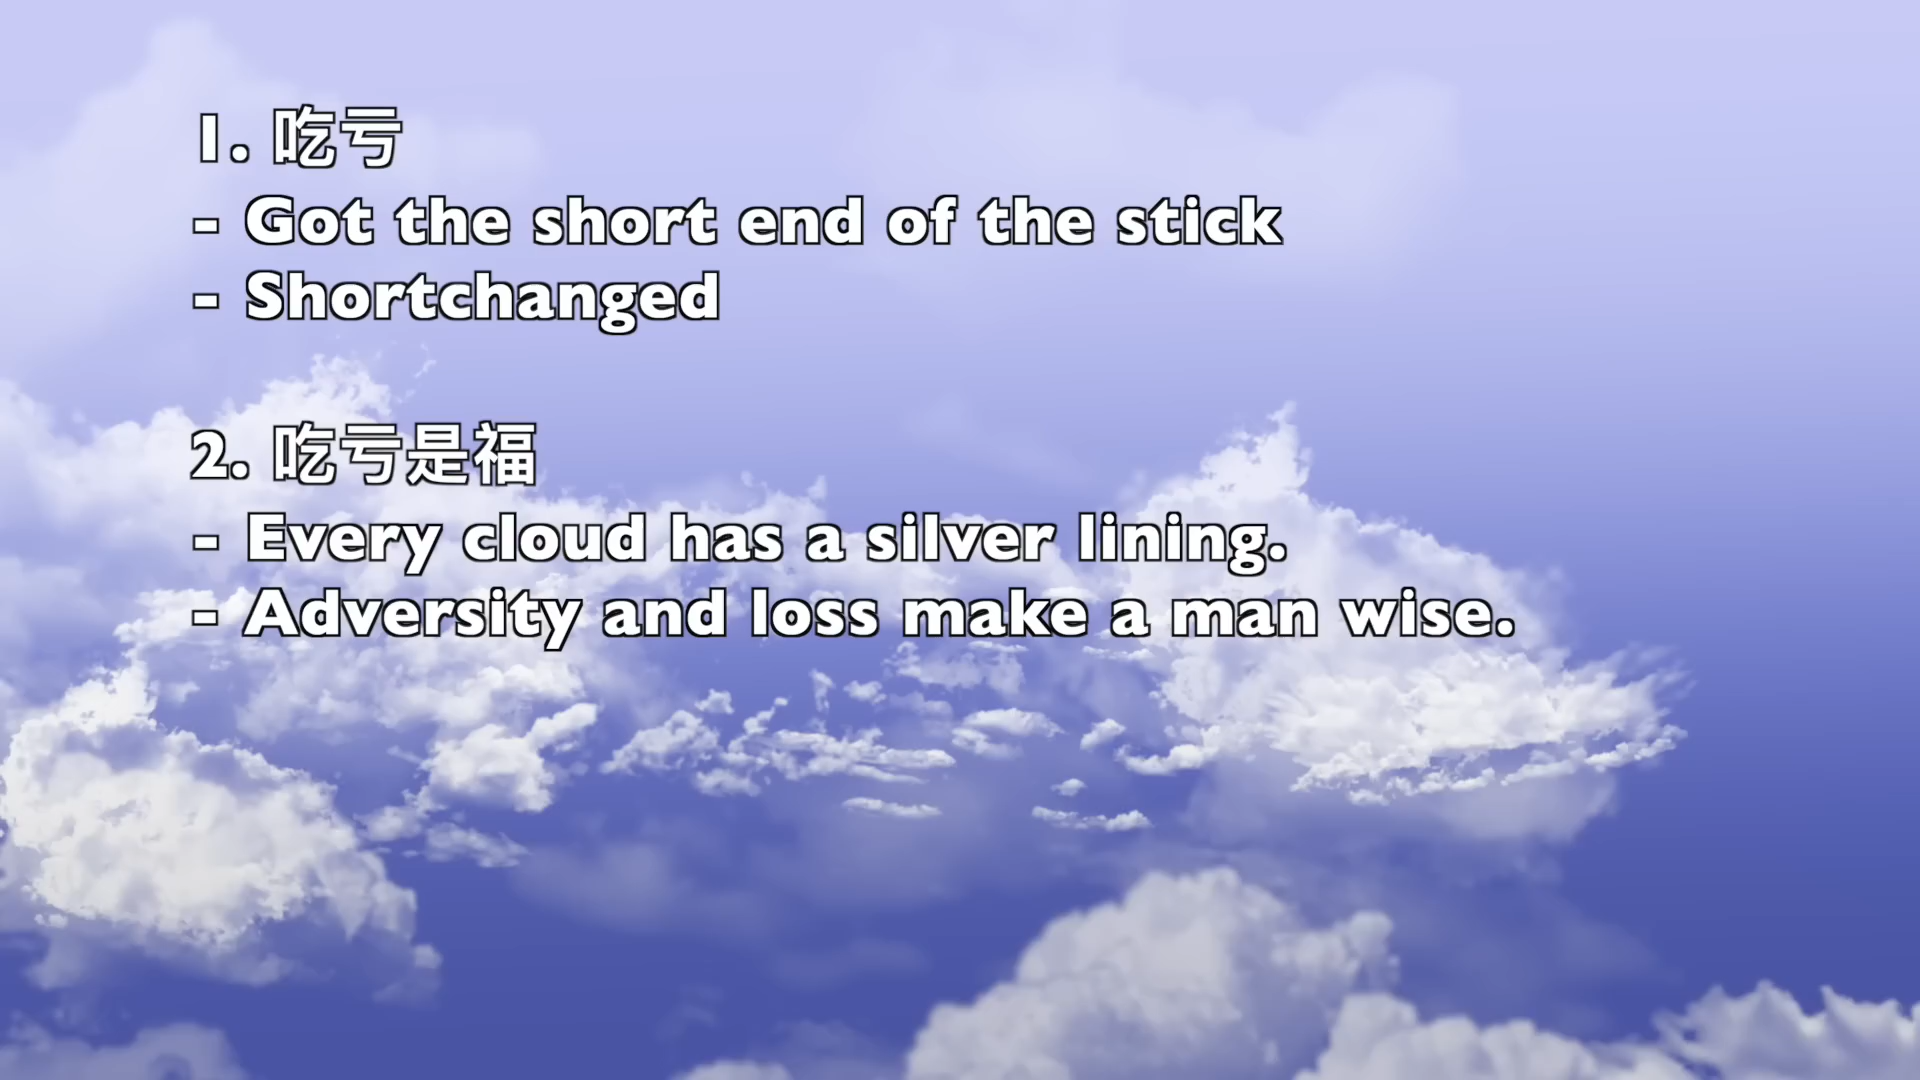 1. 吃亏
- Got the short end of the stick
- Shortchanged
2. 吃亏是福
- Every cloud has a silver lining.
- Adversity and loss make a man wise.